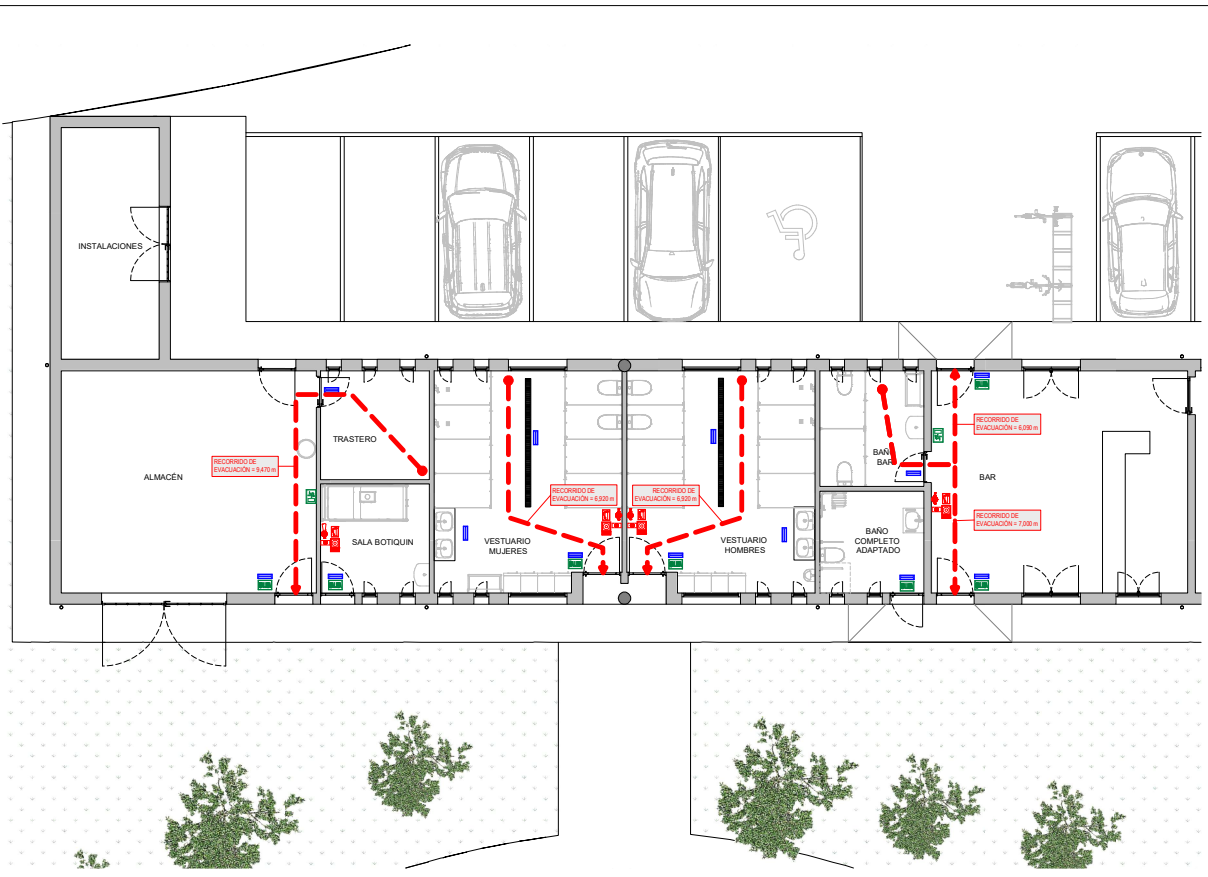 INSTALACIONES
RECORRIDO DE
EVACUACIÓN = 6,090 m
TRASTERO
RECORRIDO DE
EVACUACIÓN = 9,470 m
BAÑO
BAR
ALMACÉN
BAR
RECORRIDO DE
EVACUACIÓN = 6,920 m
RECORRIDO DE
EVACUACIÓN = 6,920 m
RECORRIDO DE
EVACUACIÓN = 7,000 m
SALA BOTIQUIN
VESTUARIO
MUJERES
VESTUARIO
HOMBRES
BAÑO
COMPLETO
ADAPTADO